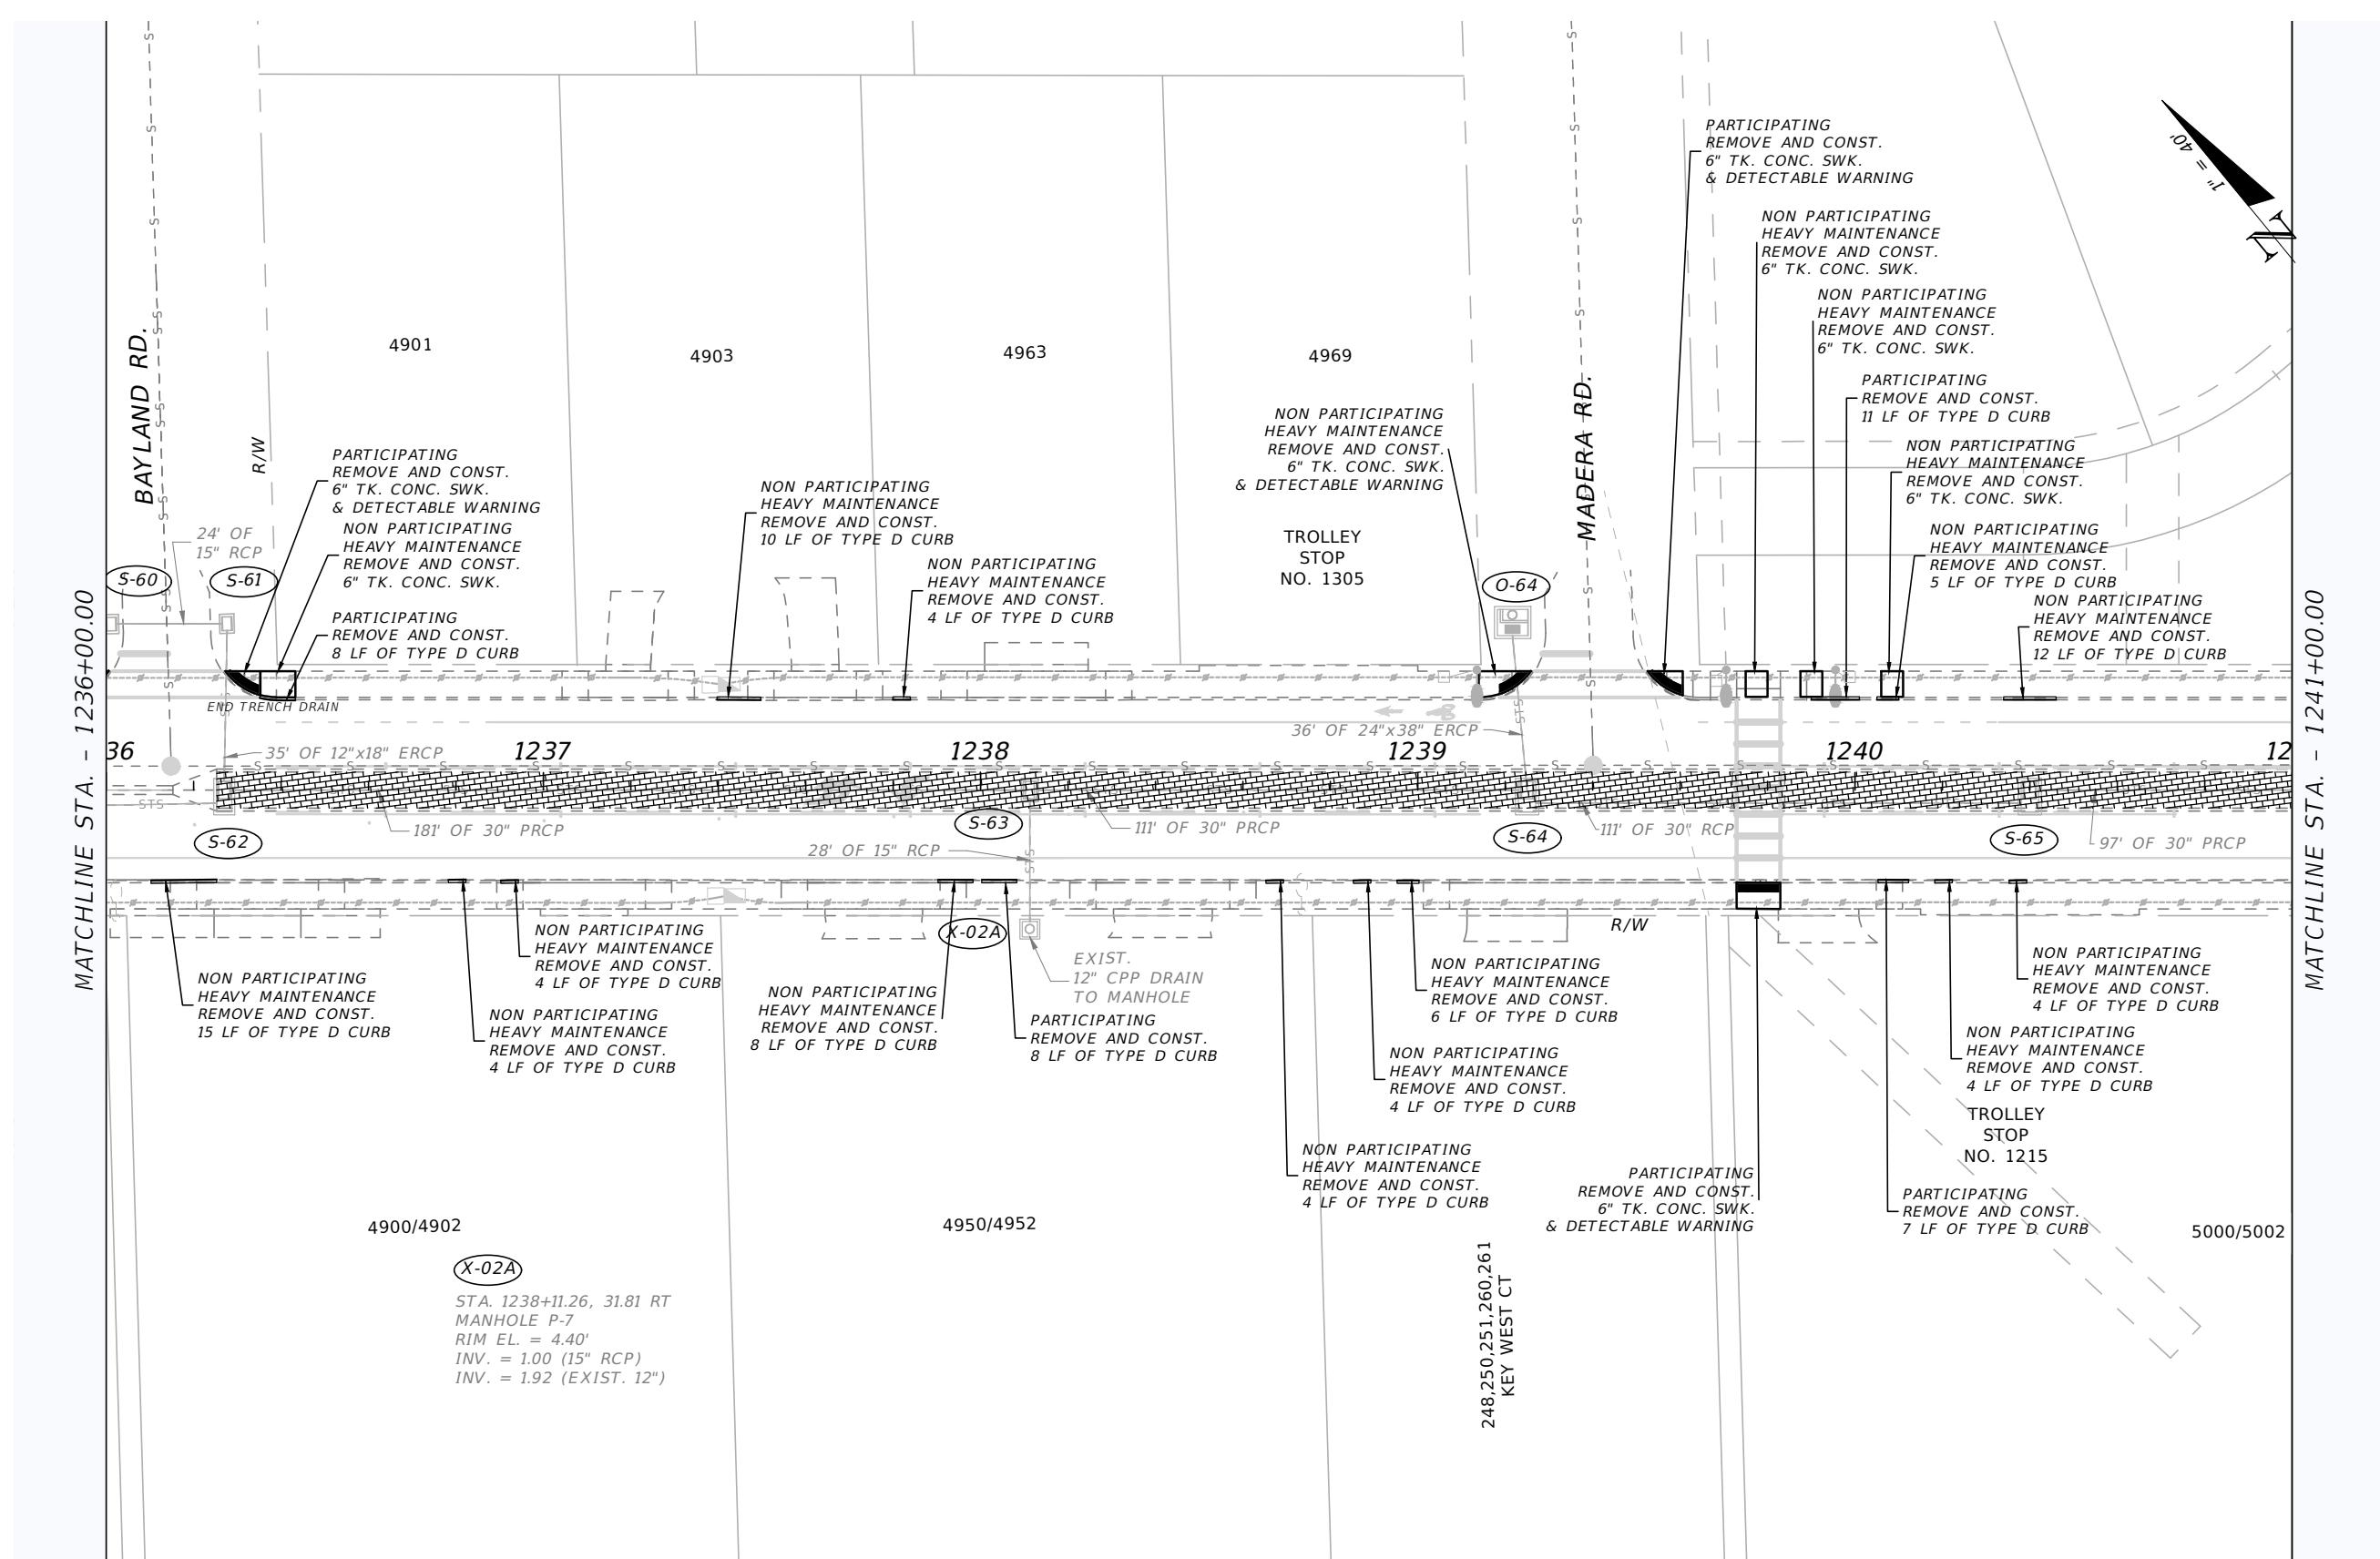 PARTICIPATING
REMOVE AND CONST.
6" TK. CONC. SWK.
& DETECTABLE WARNING
1" = 40'
N
NON PARTICIPATING
HEAVY MAINTENANCE
REMOVE AND CONST.
6" TK. CONC. SWK.
NON PARTICIPATING
HEAVY MAINTENANCE
REMOVE AND CONST.
6" TK. CONC. SWK.
BAYLAND RD.
R/W
4901
4903
4963
4969
MADERA RD.
PARTICIPATING
REMOVE AND CONST.
11 LF OF TYPE D CURB
NON PARTICIPATING
HEAVY MAINTENANCE
REMOVE AND CONST.
6" TK. CONC. SWK.
& DETECTABLE WARNING
NON PARTICIPATING
HEAVY MAINTENANCE
REMOVE AND CONST.
6" TK. CONC. SWK.
PARTICIPATING
REMOVE AND CONST.
6" TK. CONC. SWK.
& DETECTABLE WARNING
NON PARTICIPATING
HEAVY MAINTENANCE
REMOVE AND CONST.
10 LF OF TYPE D CURB
NON PARTICIPATING
HEAVY MAINTENANCE
REMOVE AND CONST.
6" TK. CONC. SWK.
24' OF
15" RCP
TROLLEY
STOP
NO. 1305
NON PARTICIPATING
HEAVY MAINTENANCE
REMOVE AND CONST.
5 LF OF TYPE D CURB
S-60
S-61
NON PARTICIPATING
HEAVY MAINTENANCE
REMOVE AND CONST.
4 LF OF TYPE D CURB
O-64
NON PARTICIPATING
HEAVY MAINTENANCE
REMOVE AND CONST.
12 LF OF TYPE D CURB
PARTICIPATING
REMOVE AND CONST.
8 LF OF TYPE D CURB
MATCHLINE STA. - 1236+00.00
MATCHLINE STA. - 1241+00.00
END TRENCH DRAIN
STS
STS
36' OF 24"x38" ERCP
36
35' OF 12"x18" ERCP
1237
1238
1239
1240
12
STS
S-62
181' OF 30" PRCP
S-63
111' OF 30" PRCP
S-64
111' OF 30" RCP
S-65
97' OF 30" PRCP
28' OF 15" RCP
STS
X-02A
R/W
NON PARTICIPATING
HEAVY MAINTENANCE
REMOVE AND CONST.
4 LF OF TYPE D CURB
EXIST.
12" CPP DRAIN
TO MANHOLE
NON PARTICIPATING
HEAVY MAINTENANCE
REMOVE AND CONST.
6 LF OF TYPE D CURB
NON PARTICIPATING
HEAVY MAINTENANCE
REMOVE AND CONST.
4 LF OF TYPE D CURB
NON PARTICIPATING
HEAVY MAINTENANCE
REMOVE AND CONST.
15 LF OF TYPE D CURB
NON PARTICIPATING
HEAVY MAINTENANCE
REMOVE AND CONST.
8 LF OF TYPE D CURB
NON PARTICIPATING
HEAVY MAINTENANCE
REMOVE AND CONST.
4 LF OF TYPE D CURB
PARTICIPATING
REMOVE AND CONST.
8 LF OF TYPE D CURB
NON PARTICIPATING
HEAVY MAINTENANCE
REMOVE AND CONST.
4 LF OF TYPE D CURB
NON PARTICIPATING
HEAVY MAINTENANCE
REMOVE AND CONST.
4 LF OF TYPE D CURB
TROLLEY
STOP
NO. 1215
NON PARTICIPATING
HEAVY MAINTENANCE
REMOVE AND CONST.
4 LF OF TYPE D CURB
PARTICIPATING
REMOVE AND CONST.
6" TK. CONC. SWK.
& DETECTABLE WARNING
PARTICIPATING
REMOVE AND CONST.
7 LF OF TYPE D CURB
4900/4902
4950/4952
5000/5002
X-02A
STA. 1238+11.26, 31.81 RT
MANHOLE P-7
RIM EL. = 4.40'
INV. = 1.00 (15" RCP)
INV. = 1.92 (EXIST. 12")
248,250,251,260,261
KEY WEST CT